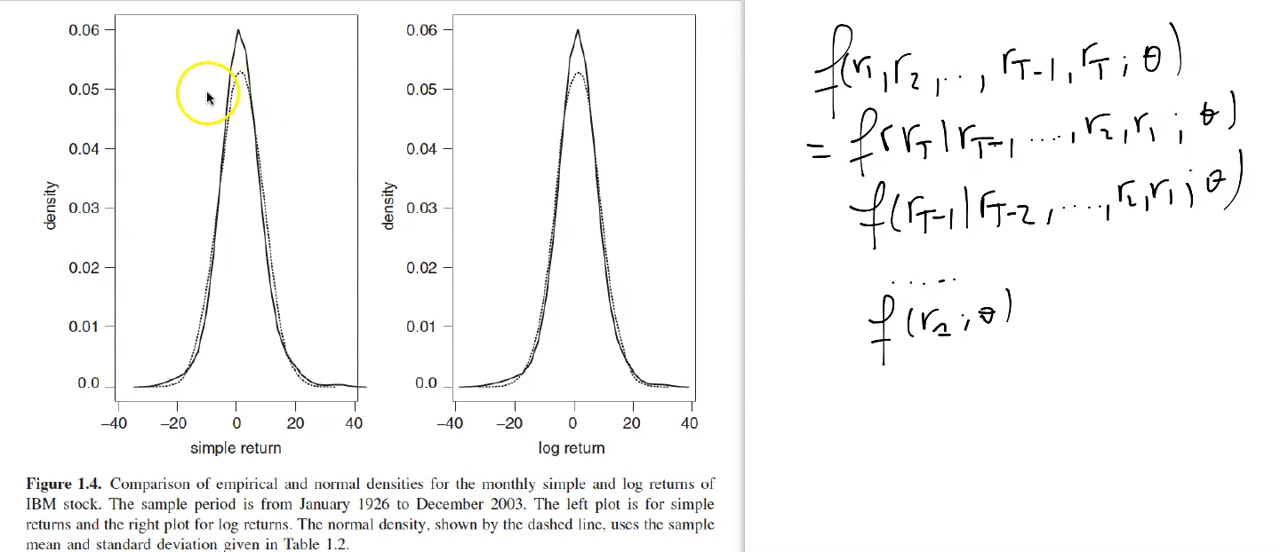 0.06
0.05
0.04
0.03
0.02
0.01
0.0
density
−40 −20 0 20 40
simple return
0.06
0.05
0.04
0.03
0.02
0.01
0.0
density
−40 −20 0 20 40
log return
Figure 1.4. Comparison of empirical and normal densities for the monthly simple and log returns of
IBM stock. The sample period is from January 1926 to December 2003. The left plot is for simple
returns and the right plot for log returns. The normal density, shown by the dashed line, uses the sample
mean and standard deviation given in Table 1.2.
f(r₁, r₂, .., r_T-1, r_T ; θ)
= f(r_T | r_T-1 ...., r₂, r₁ ; θ)
f(r_T-1 | r_T-2, ...., r₂, r₁ ; θ)
.....
f(r₁ ; θ)